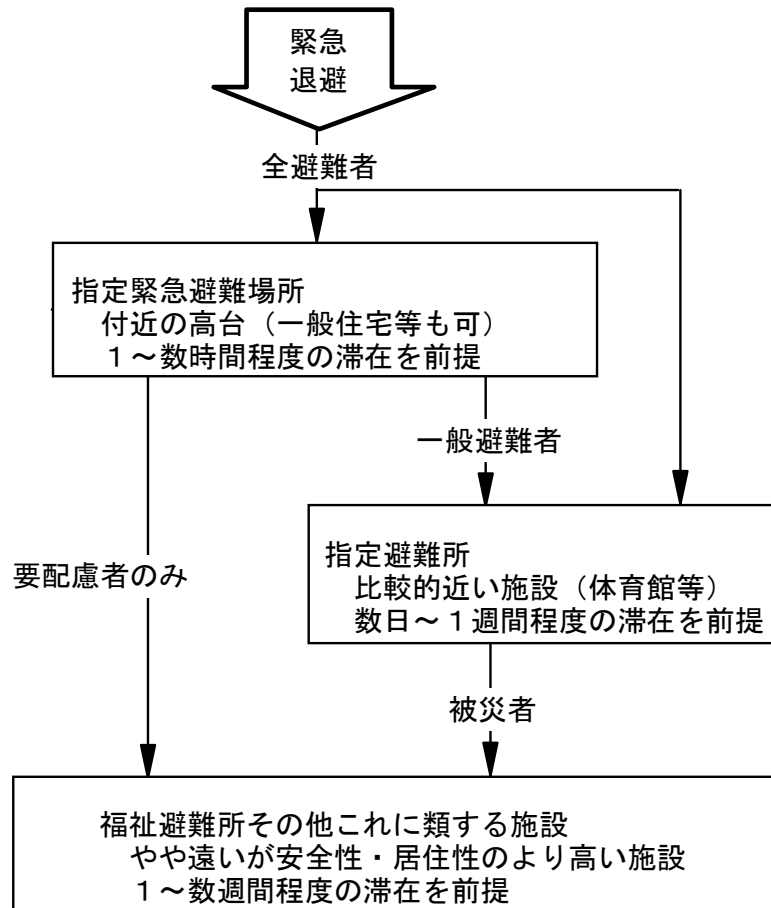 緊急
退避
全避難者
指定緊急避難場所
付近の高台（一般住宅等も可）
１～数時間程度の滞在を前提
一般避難者
指定避難所
比較的近い施設（体育館等）
数日～１週間程度の滞在を前提
要配慮者のみ
被災者
福祉避難所その他これに類する施設
やや遠いが安全性・居住性のより高い施設
１～数週間程度の滞在を前提